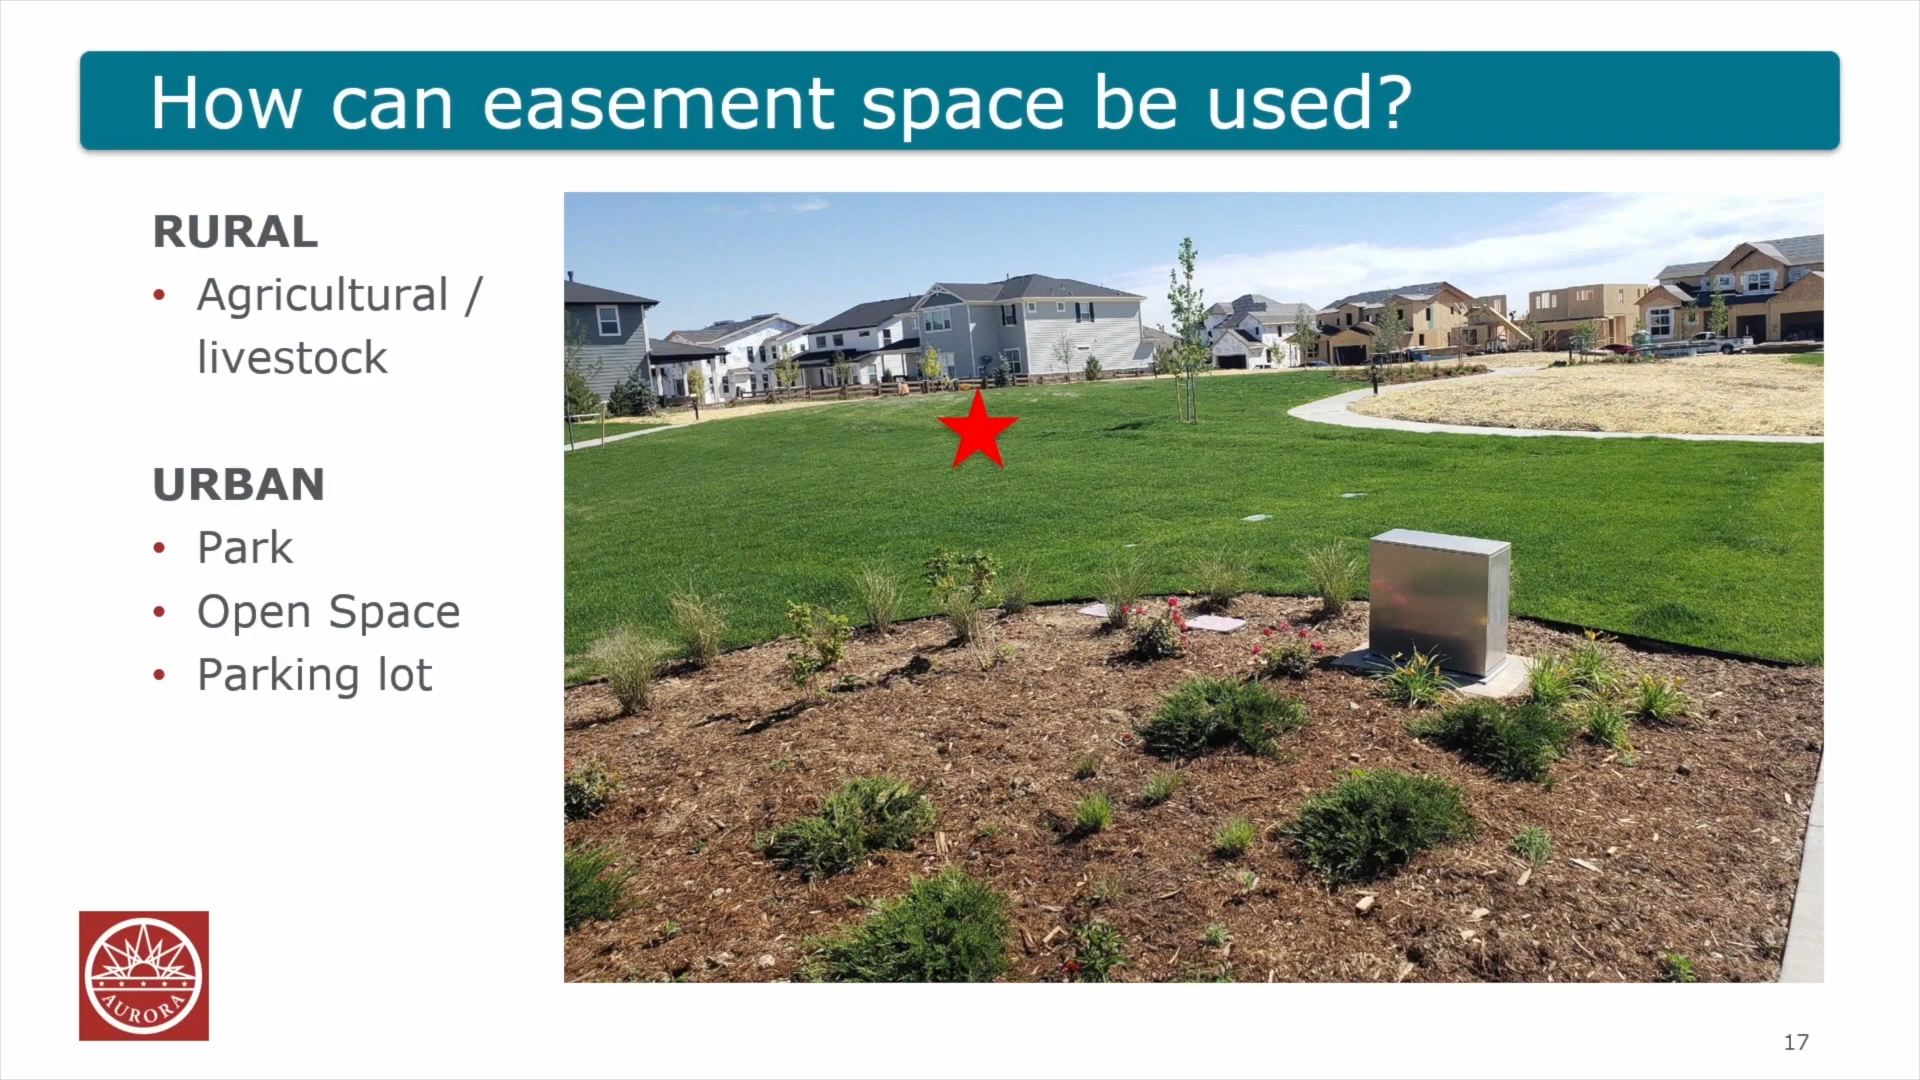 How can easement space be used?
RURAL
• Agricultural /
livestock
URBAN
• Park
• Open Space
• Parking lot
AURORA
17